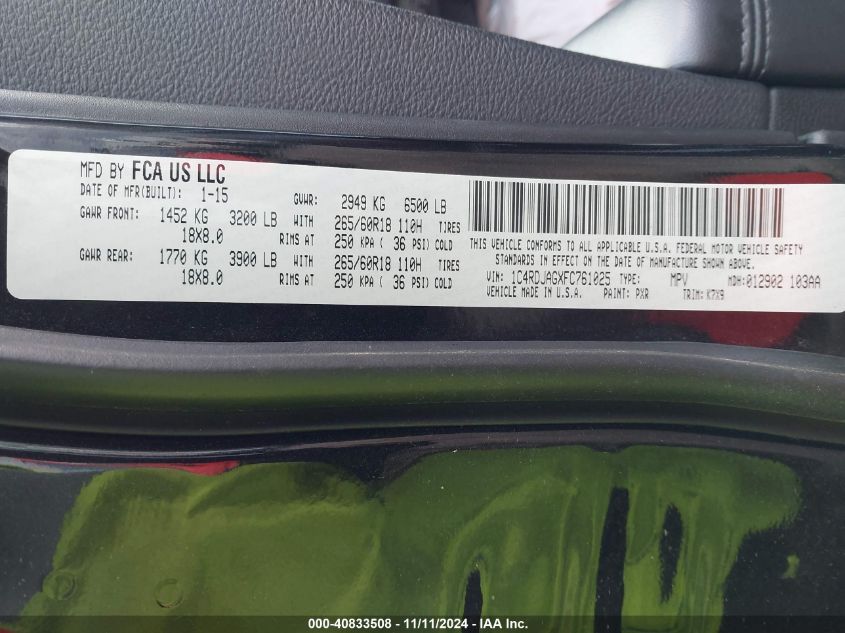 MFD BY FCA US LLC
DATE OF MFR(BUILT): 1-15 GVWR: 2949 KG 6500 LB
GAWR FRONT: 1452 KG 3200 LB WITH 265/60R18 110H TIRES
18X8.0 RIMS AT 250 KPA ( 36 PSI) COLD
GAWR REAR: 1770 KG 3900 LB WITH 265/60R18 110H TIRES
18X8.0 RIMS AT 250 KPA ( 36 PSI) COLD
THIS VEHICLE CONFORMS TO ALL APPLICABLE U.S.A. FEDERAL MOTOR VEHICLE SAFETY
STANDARDS IN EFFECT ON THE DATE OF MANUFACTURE SHOWN ABOVE.
VIN: 1C4RDJAGXFC761025 TYPE: MPV MDH:012902 103AA
VEHICLE MADE IN U.S.A. PAINT: PXR TRIM: K7X9
000-40833508 - 11/11/2024 - IAA Inc.